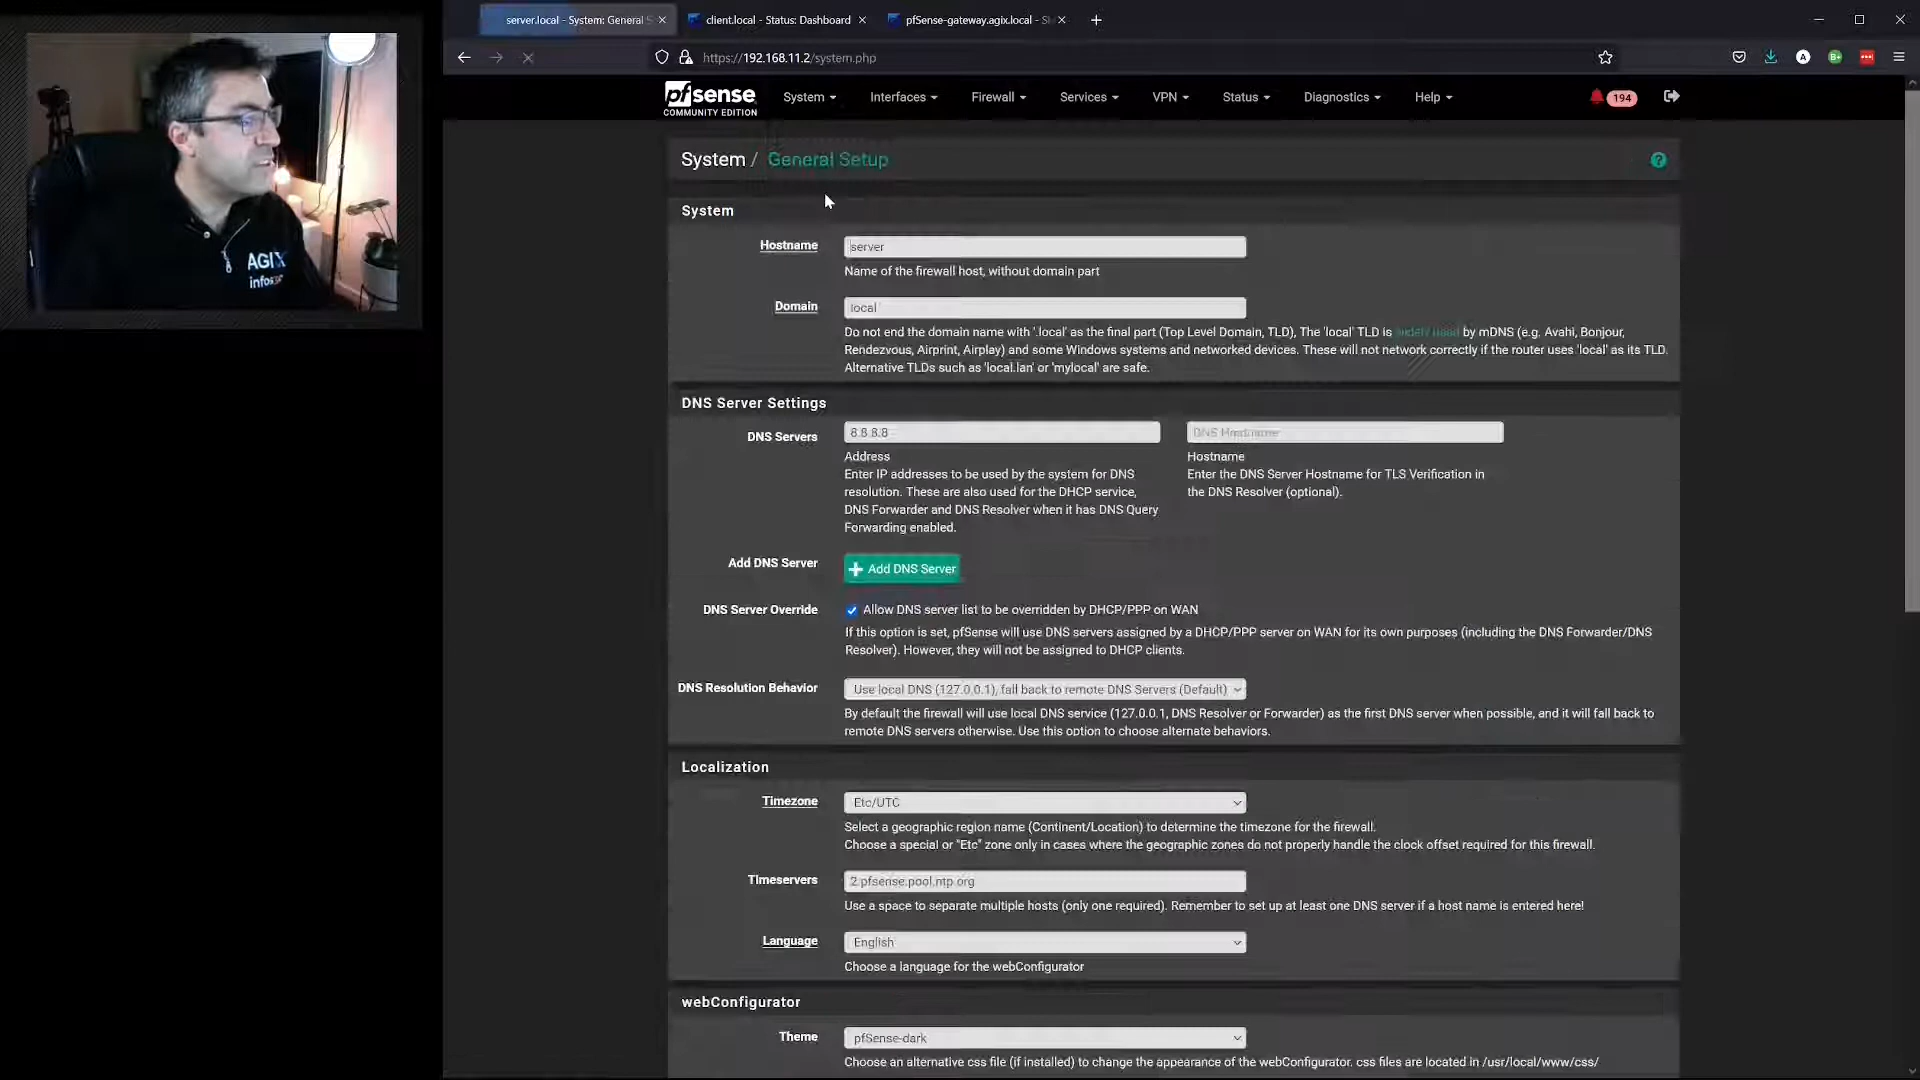 server.local - System: General S
client.local - Status: Dashboard
pfSense-gateway.agix.local - S
https://192.168.11.2/system.php
pfsense
COMMUNITY EDITION
System
Interfaces
Firewall
Services
VPN
Status
Diagnostics
Help
194
System / General Setup
System
Hostname
server
Name of the firewall host, without domain part
Domain
local
Do not end the domain name with '.local' as the final part (Top Level Domain, TLD), The 'local' TLD is widely used by mDNS (e.g. Avahi, Bonjour,
Rendezvous, Airprint, Airplay) and some Windows systems and networked devices. These will not network correctly if the router uses 'local' as its TLD.
Alternative TLDs such as 'local.lan' or 'mylocal' are safe.
DNS Server Settings
DNS Servers
8.8.8.8
DNS Hostname
Address
Hostname
Enter IP addresses to be used by the system for DNS
resolution. These are also used for the DHCP service,
DNS Forwarder and DNS Resolver when it has DNS Query
Forwarding enabled.
Enter the DNS Server Hostname for TLS Verification in
the DNS Resolver (optional).
Add DNS Server
Add DNS Server
DNS Server Override
Allow DNS server list to be overridden by DHCP/PPP on WAN
If this option is set, pfSense will use DNS servers assigned by a DHCP/PPP server on WAN for its own purposes (including the DNS Forwarder/DNS
Resolver). However, they will not be assigned to DHCP clients.
DNS Resolution Behavior
Use local DNS (127.0.0.1), fall back to remote DNS Servers (Default)
By default the firewall will use local DNS service (127.0.0.1, DNS Resolver or Forwarder) as the first DNS server when possible, and it will fall back to
remote DNS servers otherwise. Use this option to choose alternate behaviors.
Localization
Timezone
Etc/UTC
Select a geographic region name (Continent/Location) to determine the timezone for the firewall.
Choose a special or "Etc" zone only in cases where the geographic zones do not properly handle the clock offset required for this firewall.
Timeservers
2.pfsense.pool.ntp.org
Use a space to separate multiple hosts (only one required). Remember to set up at least one DNS server if a host name is entered here!
Language
English
Choose a language for the webConfigurator
webConfigurator
Theme
pfSense-dark
Choose an alternative css file (if installed) to change the appearance of the webConfigurator. css files are located in /usr/local/www/css/
AGIX